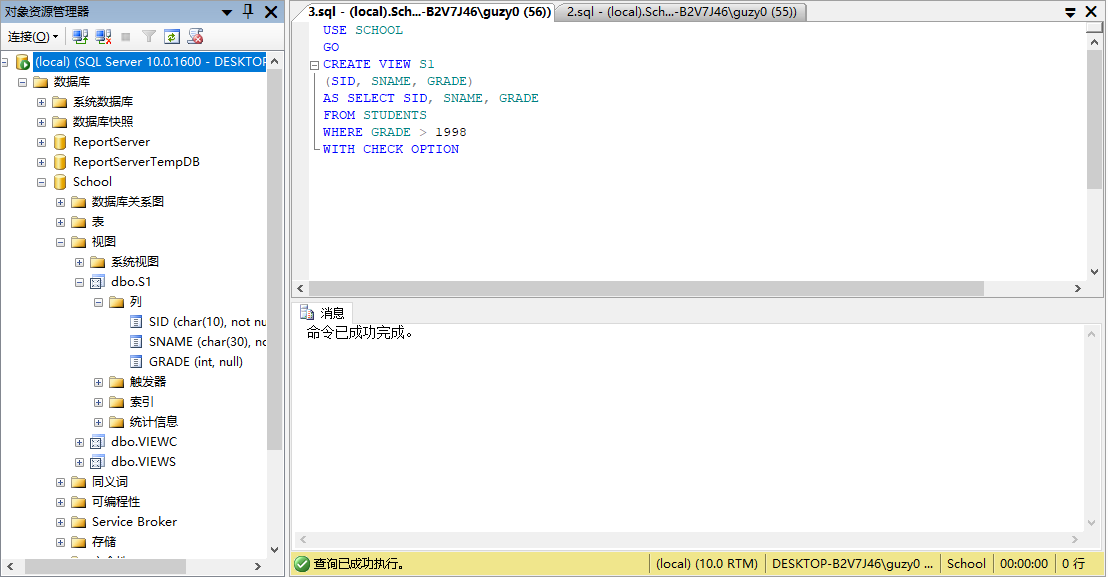 对象资源管理器
连接(O)
(local) (SQL Server 10.0.1600 - DESKTOP
数据库
系统数据库
数据库快照
ReportServer
ReportServerTempDB
School
数据库关系图
表
视图
系统视图
dbo.S1
列
SID (char(10), not nu
SNAME (char(30), no
GRADE (int, null)
触发器
索引
统计信息
dbo.VIEWC
dbo.VIEWS
同义词
可编程性
Service Broker
存储
3.sql - (local).Sch...-B2V7J46\guzy0 (56))
2.sql - (local).Sch...-B2V7J46\guzy0 (55))
USE SCHOOL
GO
CREATE VIEW S1
(SID, SNAME, GRADE)
AS SELECT SID, SNAME, GRADE
FROM STUDENTS
WHERE GRADE > 1998
WITH CHECK OPTION
消息
命令已成功完成。
查询已成功执行。
(local) (10.0 RTM)
DESKTOP-B2V7J46\guzy0 ...
School
00:00:00
0 行